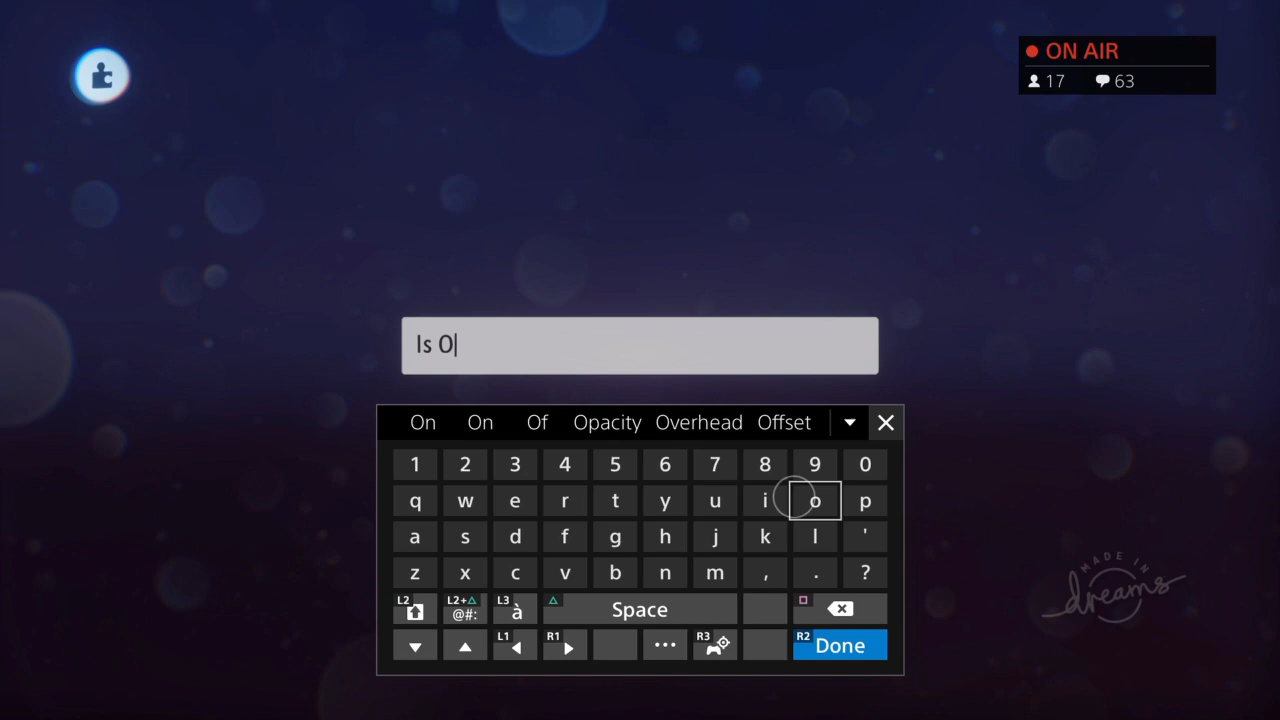 ON AIR
17 63
Is O
On On Of Opacity Overhead Offset
1 2 3 4 5 6 7 8 9 0
q w e r t y u i o p
a s d f g h j k l '
z x c v b n m , . ?
L2 L2+△ @#: L3 à △ Space
L1 R1 ... R3 R2 Done
MADE IN
dreams